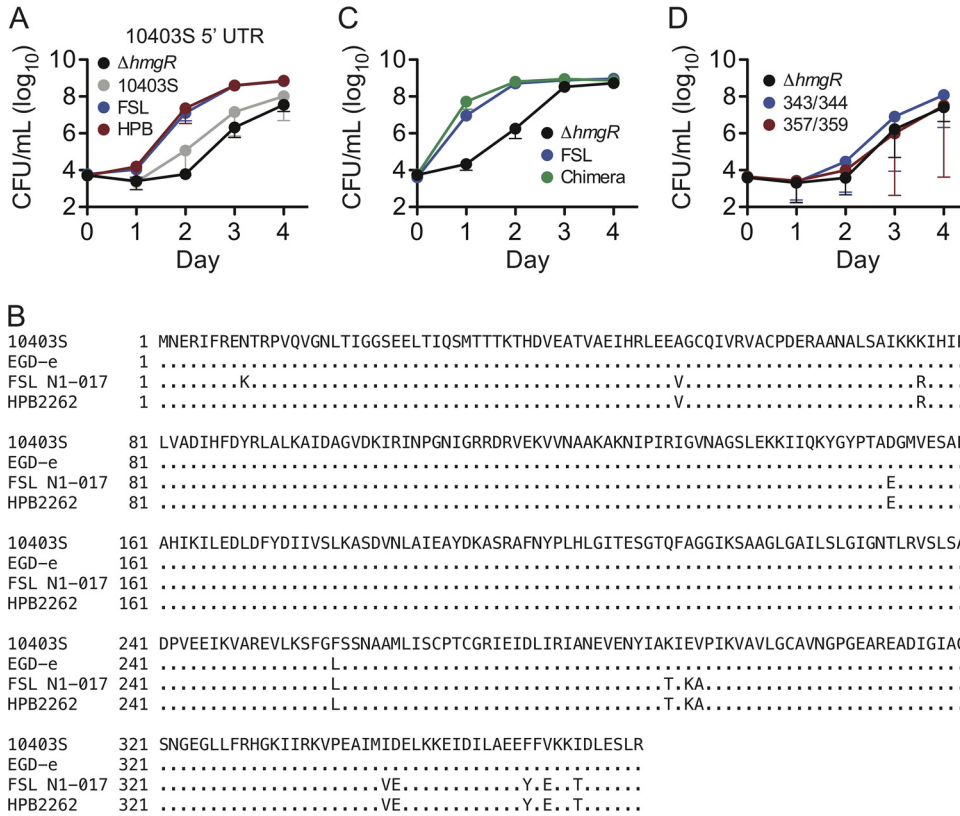 A
10403S 5' UTR
CFU/mL (log10)
10
8
6
4
2
ΔhmgR
10403S
FSL
HPB
0 1 2 3 4
Day
C
CFU/mL (log10)
10
8
6
4
2
ΔhmgR
FSL
Chimera
0 1 2 3 4
Day
D
CFU/mL (log10)
10
8
6
4
2
ΔhmgR
343/344
357/359
0 1 2 3 4
Day
B
10403S 1 MNERIFRENTRPVQVGNLTIGGSEELTIQSMTTTKTHDVEATVAEIHRLEEAGCQIVRVACPDERAANALSAIKKKIHI
EGD-e 1 ...............................................................................
FSL N1-017 1 ........K..........................................V.......................R...
HPB2262 1 ...................................................V.......................R...
10403S 81 LVADIHFDYRLALKAIDAGVDKIRINPGNIGRRDRVEKVVNAAKAKNIPIRIGVNAGSLEKKIIQKYGYPTADGMVESA
EGD-e 81 ...............................................................................
FSL N1-017 81 ........................................................................E......
HPB2262 81 ........................................................................E......
10403S 161 AHIKILEDLDFYDIIVSLKASDVNLAIEAYDKASRAFNYPLHLGITESGTQFAGGIKSAAGLGAILSLGIGNTLRVSLSA
EGD-e 161 ...............................................................................
FSL N1-017 161 ...............................................................................
HPB2262 161 ...............................................................................
10403S 241 DPVEEIKVAREVLKSFGFSSNAAMLISCPTCGRIEIDLIRIANEVENYIAKIEVPIKVAVLGCAVNGPGEAREADIGIAG
EGD-e 241 .................L.............................................................
FSL N1-017 241 .................L................................T.KA.........................
HPB2262 241 .................L................................T.KA.........................
10403S 321 SNGEGLLFRHGKIIRKVPEAIMIDELKKEIDILAEEFFVKKIDLESLR
EGD-e 321 ................................................
FSL N1-017 321 ......................VE............Y.E..T......
HPB2262 321 ......................VE............Y.E..T......